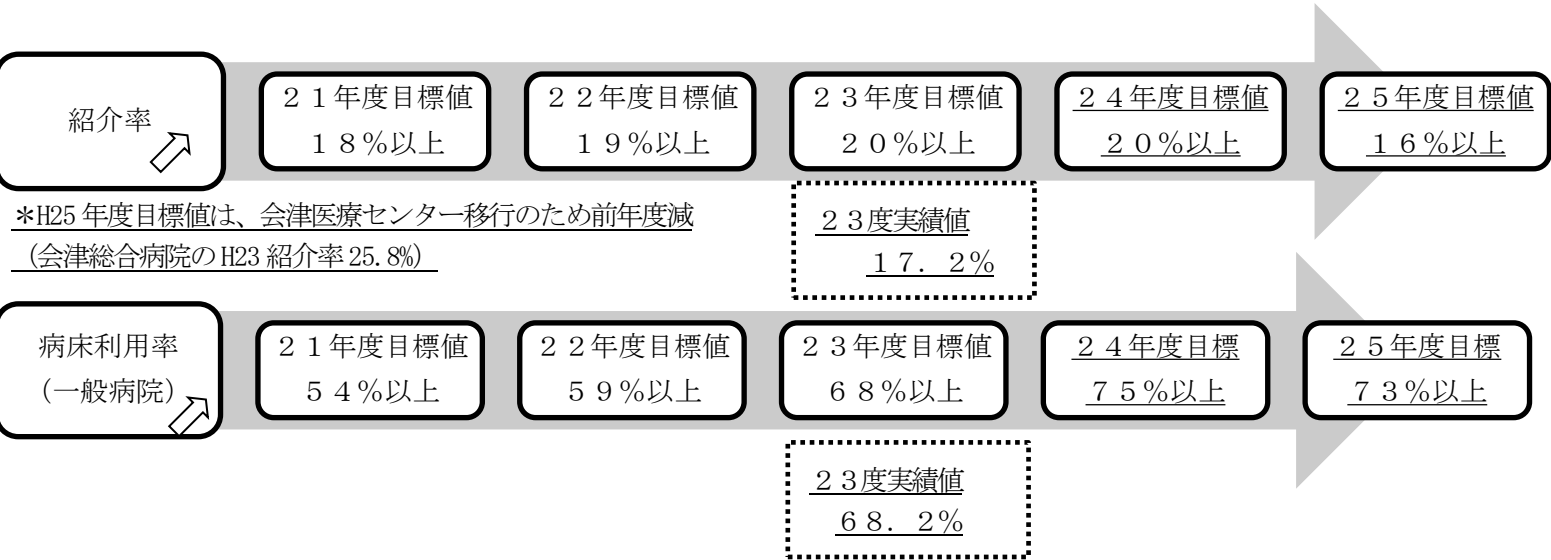 紹介率
２１年度目標値
１８％以上
２２年度目標値
１９％以上
２３年度目標値
２０％以上
２４年度目標値
２０％以上
２５年度目標値
１６％以上
２３度実績値
１７．２％
＊H25年度目標値は、会津医療センター移行のため前年度減
（会津総合病院のH23紹介率25.8%）
病床利用率
（一般病院）
２１年度目標値
５４％以上
２２年度目標値
５９％以上
２３年度目標値
６８％以上
２４年度目標
７５％以上
２５年度目標
７３％以上
２３度実績値
６８．２％